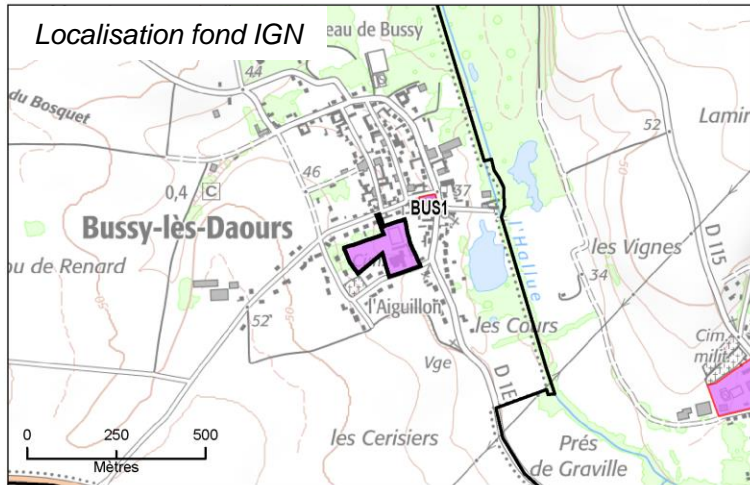 Localisation fond IGN
eau de Bussy
44
du Bosquet
52
Lamir
46
37
0,4 C
BUS1
Bussy-lès-Daours
l'Hallue
les Vignes
D 115
34
ou de Renard
l'Aiguillon
52
les Cours
Cim.
milit.
Vge
D 1E
0 250 500
Mètres
les Cerisiers
Prés
de Graville